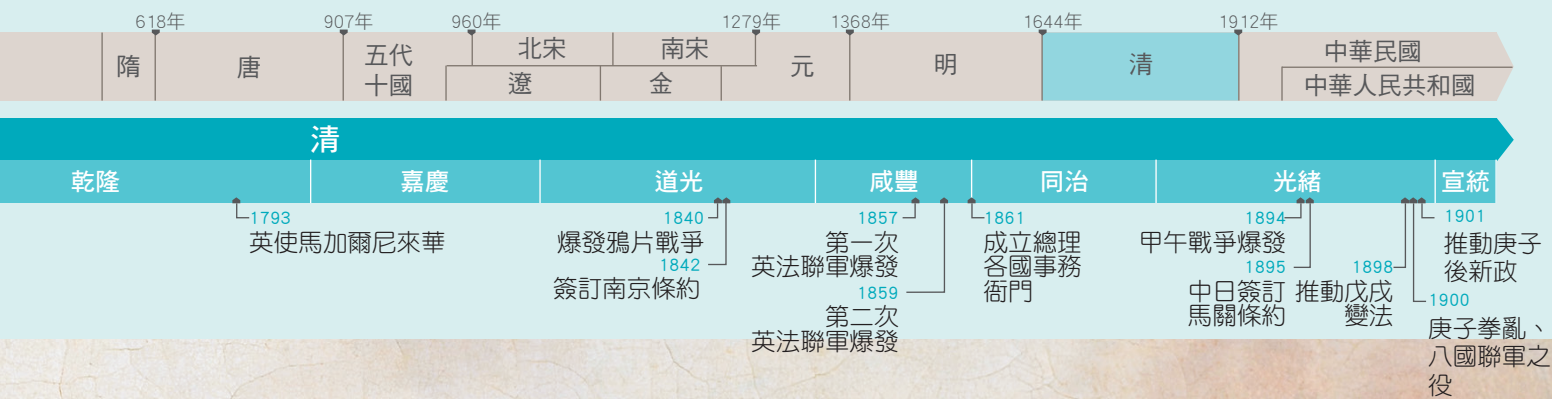 618年 907年 960年 1279年 1368年 1644年 1912年
隋 唐 五代 北宋 南宋 元 明 清 中華民國
十國 遼 金 中華人民共和國
清
乾隆 嘉慶 道光 咸豐 同治 光緒 宣統
1793
英使馬加爾尼來華
1840
爆發鴉片戰爭
1842
簽訂南京條約
1857
第一次
英法聯軍爆發
1859
第二次
英法聯軍爆發
1861
成立總理
各國事務
衙門
1894
甲午戰爭爆發
1895
中日簽訂
馬關條約
1898
推動戊戌
變法
1900
庚子拳亂、
八國聯軍之
役
1901
推動庚子
後新政